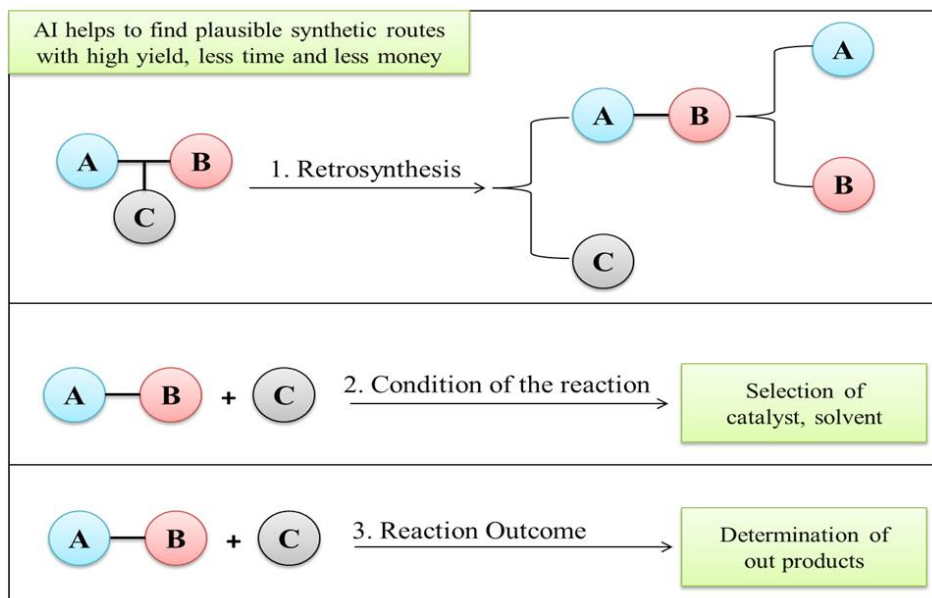 AI helps to find plausible synthetic routes
with high yield, less time and less money
A
A B
A B
1. Retrosynthesis
C
B
C
A B + C
2. Condition of the reaction
Selection of
catalyst, solvent
A B + C
3. Reaction Outcome
Determination of
out products